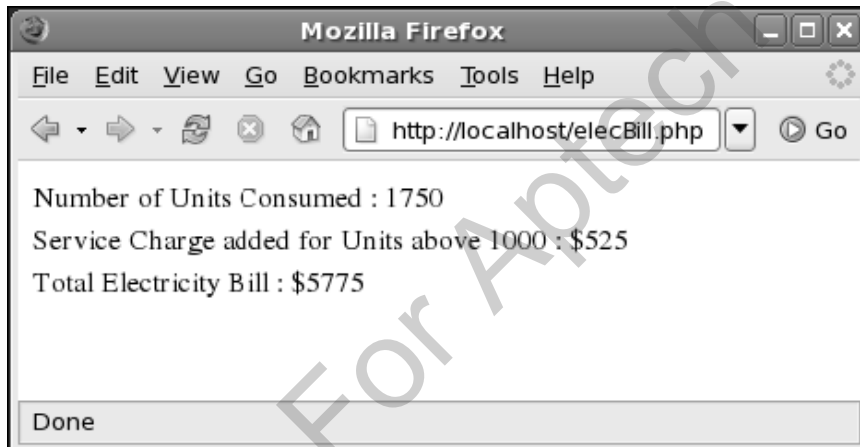 Mozilla Firefox
File Edit View Go Bookmarks Tools Help
http://localhost/elecBill.php Go
Number of Units Consumed : 1750
Service Charge added for Units above 1000 : $525
Total Electricity Bill : $5775
Done
For Aptech